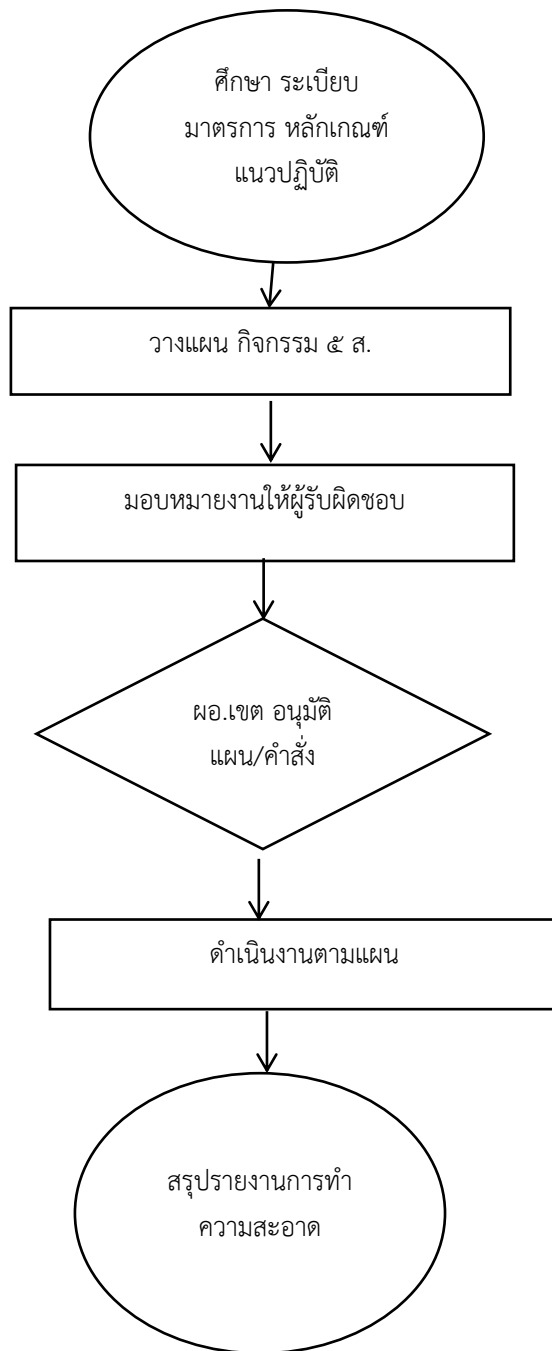 ศึกษา ระเบียบ
มาตรการ หลักเกณฑ์
แนวปฏิบัติ
วางแผน กิจกรรม ๕ ส.
มอบหมายงานให้ผู้รับผิดชอบ
ผอ.เขต อนุมัติ
แผน/คำสั่ง
ดำเนินงานตามแผน
สรุปรายงานการทำ
ความสะอาด